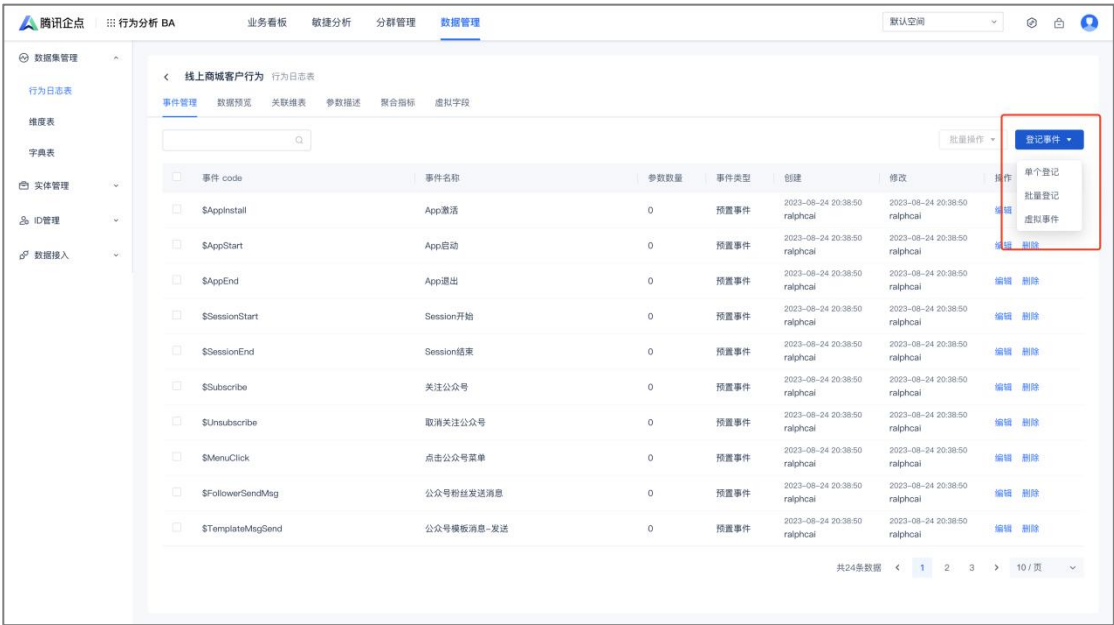 腾讯企点 行为分析 BA 业务看板 敏捷分析 分群管理 数据管理 默认空间
数据集管理
行为日志表
维度表
字典表
实体管理
ID管理
数据接入
线上商城客户行为 行为日志表
事件管理 数据预览 关联维表 参数描述 聚合指标 虚拟字段
批量操作 登记事件
单个登记
批量登记
虚拟事件
事件 code 事件名称 参数数量 事件类型 创建 修改 操作
$AppInstall App激活 0 预置事件 2023-08-24 20:38:50 ralphcai 2023-08-24 20:38:50 ralphcai 编辑
$AppStart App启动 0 预置事件 2023-08-24 20:38:50 ralphcai 2023-08-24 20:38:50 ralphcai 编辑 删除
$AppEnd App退出 0 预置事件 2023-08-24 20:38:50 ralphcai 2023-08-24 20:38:50 ralphcai 编辑 删除
$SessionStart Session开始 0 预置事件 2023-08-24 20:38:50 ralphcai 2023-08-24 20:38:50 ralphcai 编辑 删除
$SessionEnd Session结束 0 预置事件 2023-08-24 20:38:50 ralphcai 2023-08-24 20:38:50 ralphcai 编辑 删除
$Subscribe 关注公众号 0 预置事件 2023-08-24 20:38:50 ralphcai 2023-08-24 20:38:50 ralphcai 编辑 删除
$Unsubscribe 取消关注公众号 0 预置事件 2023-08-24 20:38:50 ralphcai 2023-08-24 20:38:50 ralphcai 编辑 删除
$MenuClick 点击公众号菜单 0 预置事件 2023-08-24 20:38:50 ralphcai 2023-08-24 20:38:50 ralphcai 编辑 删除
$FollowerSendMsg 公众号粉丝发送消息 0 预置事件 2023-08-24 20:38:50 ralphcai 2023-08-24 20:38:50 ralphcai 编辑 删除
$TemplateMsgSend 公众号模板消息-发送 0 预置事件 2023-08-24 20:38:50 ralphcai 2023-08-24 20:38:50 ralphcai 编辑 删除
共24条数据 1 2 3 10 / 页